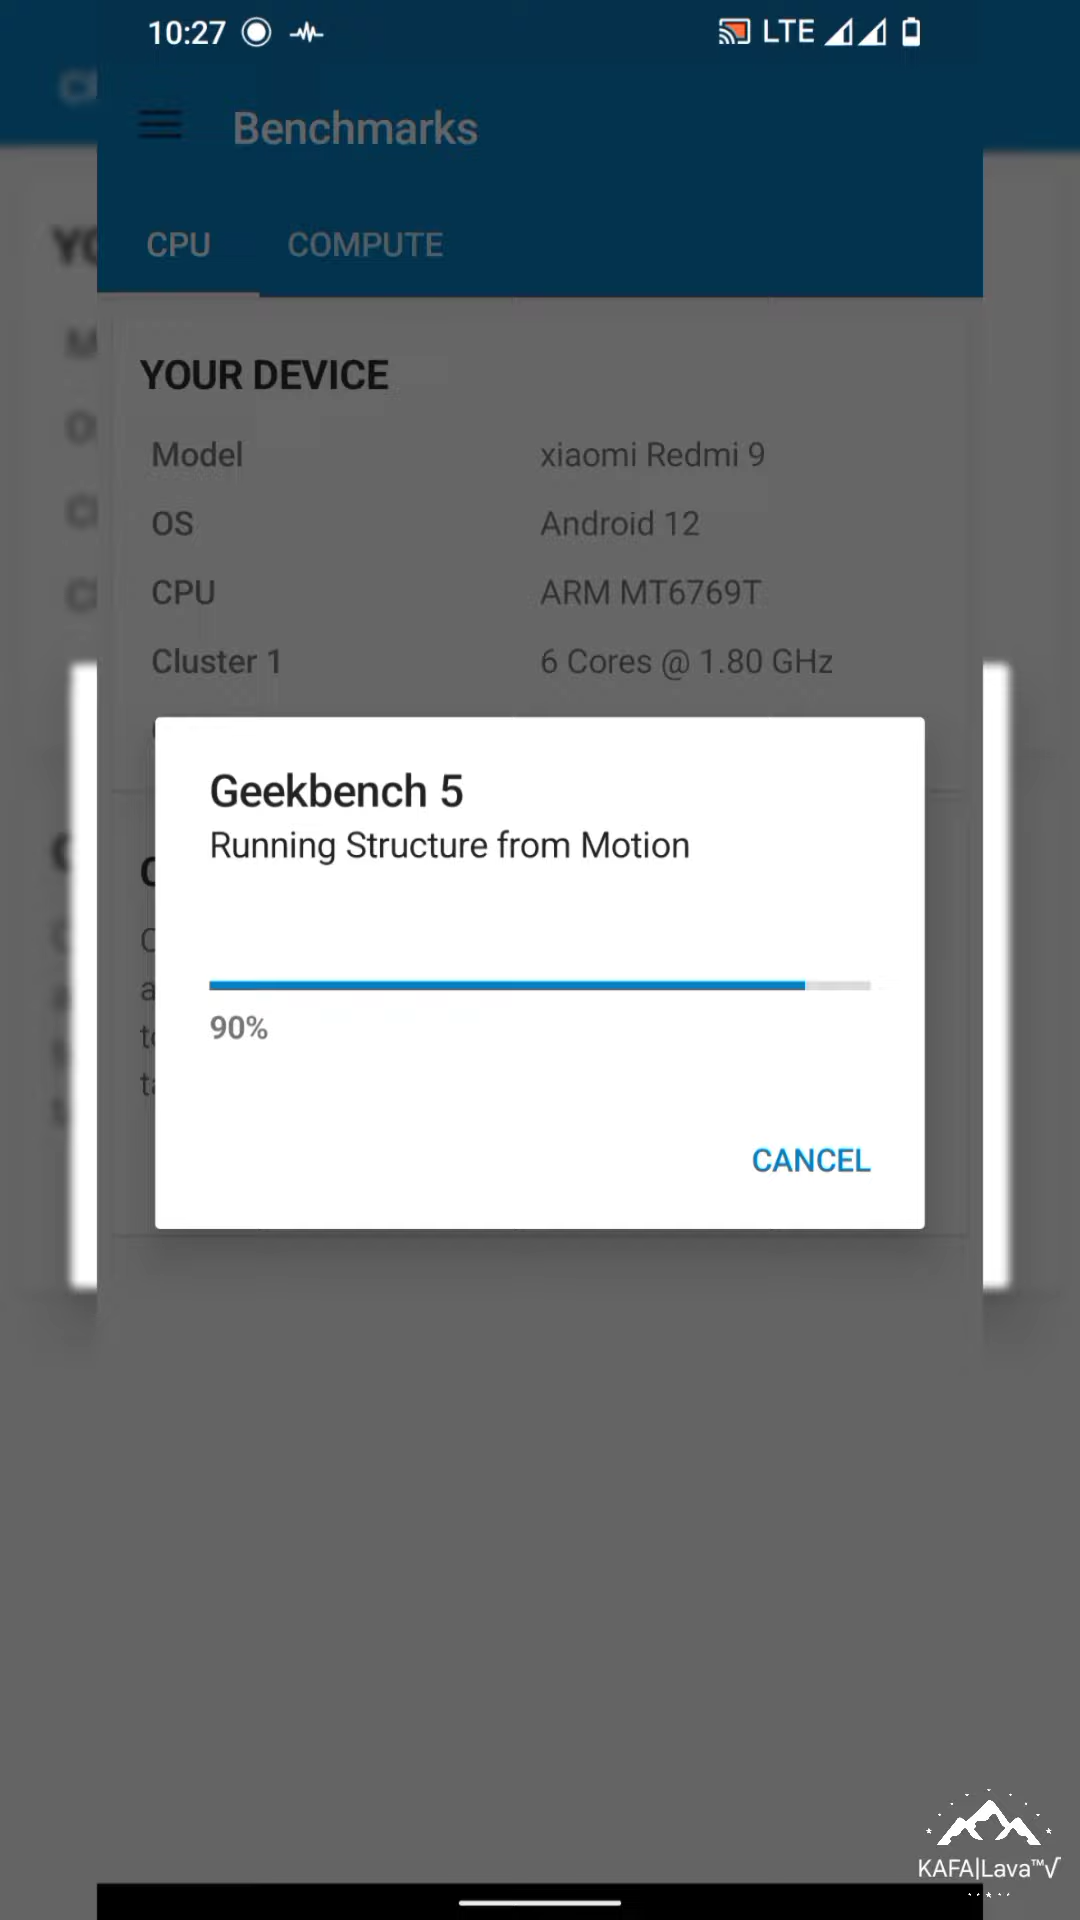 10:27 LTE
Benchmarks
CPU COMPUTE
YOUR DEVICE
Model xiaomi Redmi 9
OS Android 12
CPU ARM MT6769T
Cluster 1 6 Cores @ 1.80 GHz
Geekbench 5
Running Structure from Motion
90%
CANCEL
KAFA|Lava™√